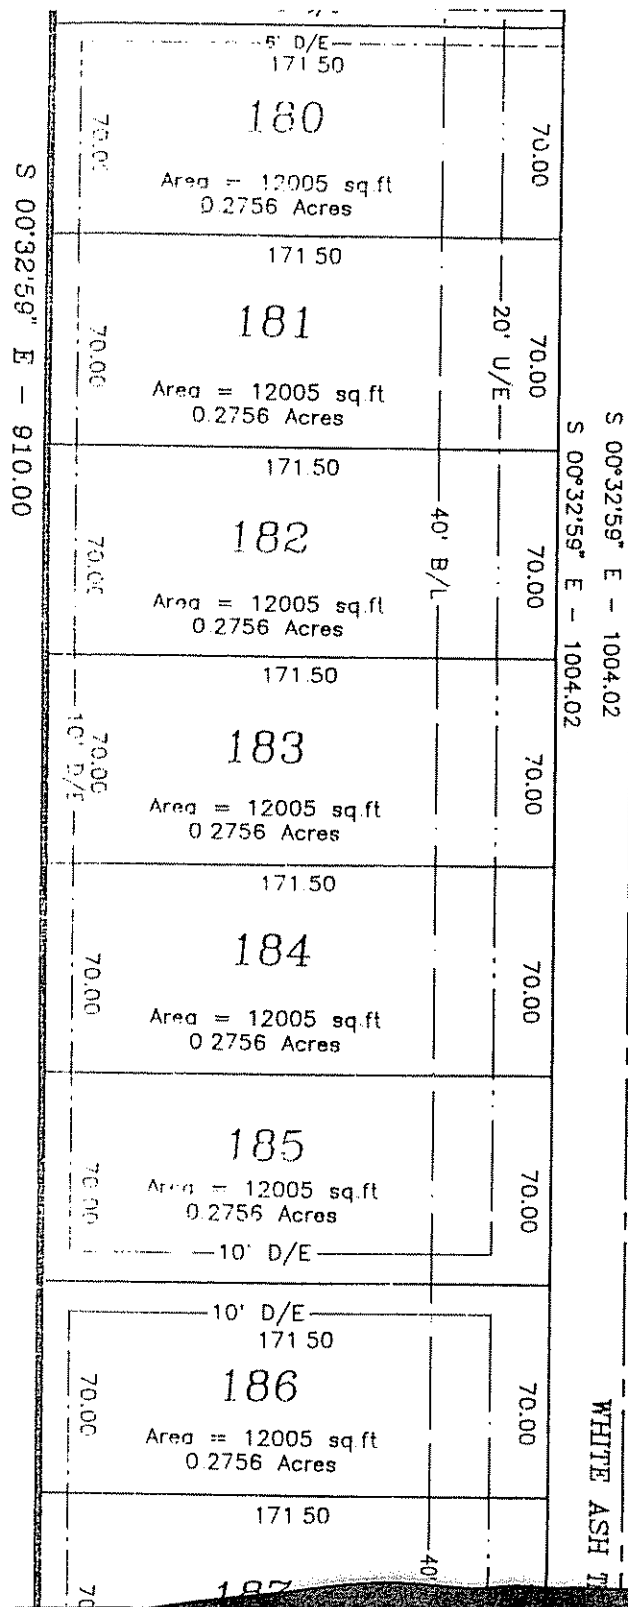 6' D/E
171.50
180
70.00
70.00
Area = 12005 sq.ft
0.2756 Acres
171.50
181
70.00
70.00
20' U/E
Area = 12005 sq.ft
0.2756 Acres
171.50
182
70.00
70.00
40' B/L
Area = 12005 sq.ft
0.2756 Acres
171.50
183
70.00
10' D/E
70.00
Area = 12005 sq.ft
0.2756 Acres
171.50
184
70.00
70.00
Area = 12005 sq.ft
0.2756 Acres
185
70.00
70.00
Area = 12005 sq.ft
0.2756 Acres
10' D/E
10' D/E
171.50
186
70.00
70.00
Area = 12005 sq.ft
0.2756 Acres
171.50
187
70
40'
S 00°32'59" E - 910.00
S 00°32'59" E - 1004.02
S 00°32'59" E - 1004.02
WHITE ASH